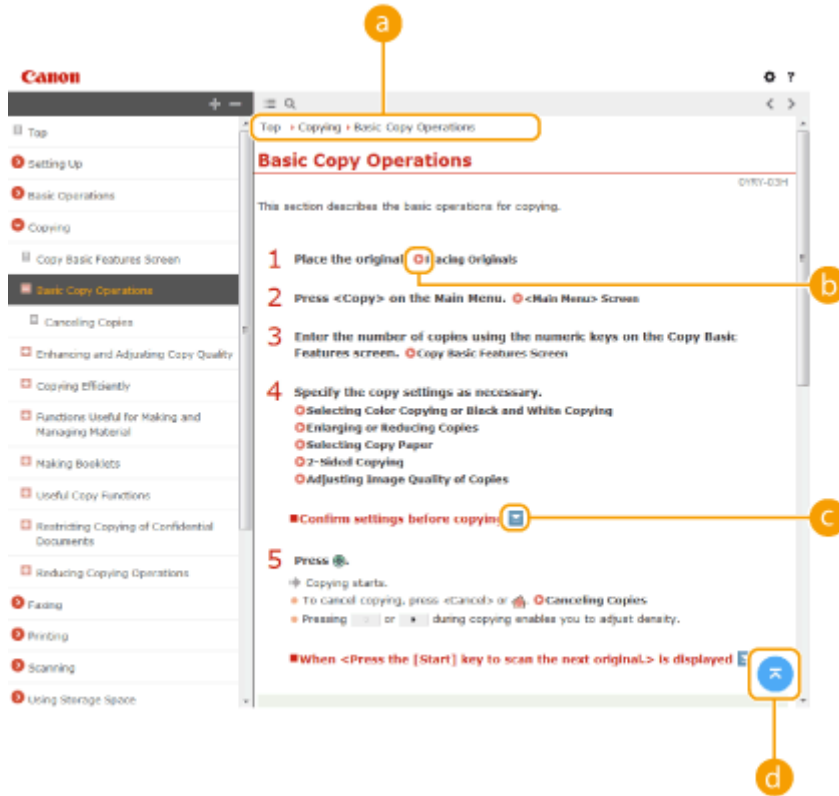 a
Canon
+ −
?
< >
Top
Setting Up
Basic Operations
Copying
Copy Basic Features Screen
Basic Copy Operations
Canceling Copies
Enhancing and Adjusting Copy Quality
Copying Efficiently
Functions Useful for Making and
Managing Material
Making Booklets
Useful Copy Functions
Restricting Copying of Confidential
Documents
Reducing Copying Operations
Faxing
Printing
Scanning
Using Storage Space
Top › Copying › Basic Copy Operations
Basic Copy Operations
0YRY-03H
This section describes the basic operations for copying.
1 Place the original. Placing Originals
b
2 Press <Copy> on the Main Menu. <Main Menu> Screen
3 Enter the number of copies using the numeric keys on the Copy Basic
Features screen. Copy Basic Features Screen
4 Specify the copy settings as necessary.
Selecting Color Copying or Black and White Copying
Enlarging or Reducing Copies
Selecting Copy Paper
2-Sided Copying
Adjusting Image Quality of Copies
■Confirm settings before copying
c
5 Press .
Copying starts.
To cancel copying, press <Cancel> or . Canceling Copies
Pressing or during copying enables you to adjust density.
■When <Press the [Start] key to scan the next original.> is displayed
d